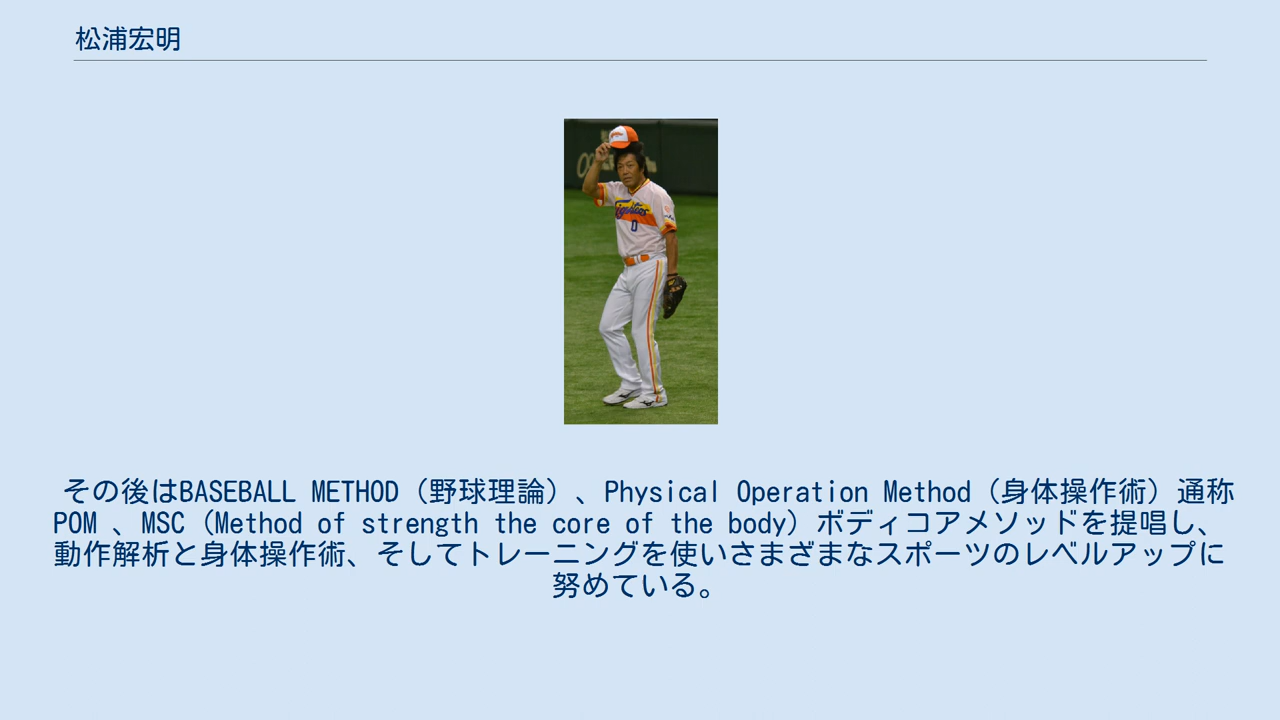 松浦宏明
0
その後はBASEBALL METHOD（野球理論）、Physical Operation Method（身体操作術）通称
POM 、MSC（Method of strength the core of the body）ボディコアメソッドを提唱し、
動作解析と身体操作術、そしてトレーニングを使いさまざまなスポーツのレベルアップに
努めている。